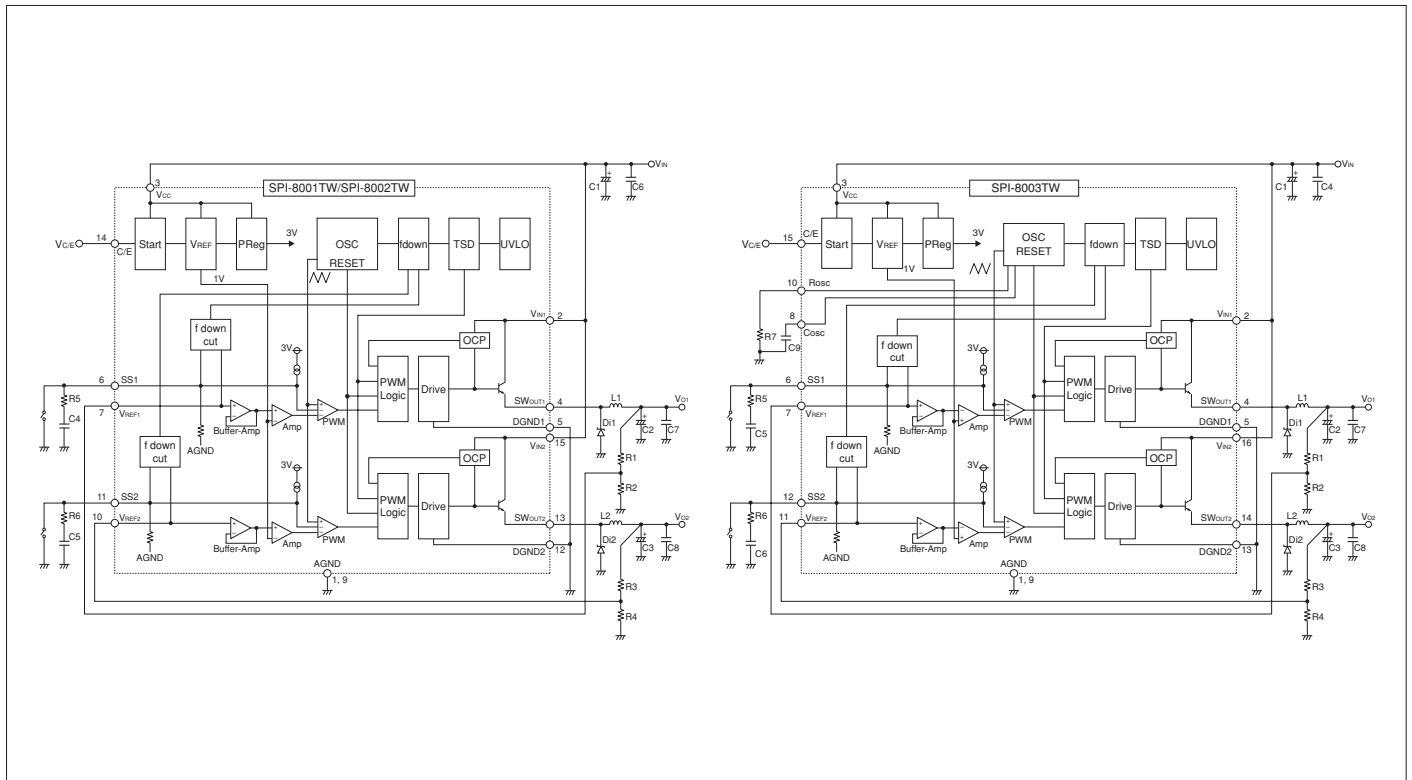 SPI-8001TW/SPI-8002TW
VIN
C1
+
C6
3
VCC
VC/E
14
C/E
Start
VREF
PReg
3V
OSC
RESET
fdown
TSD
UVLO
1V
f down
cut
VIN1
2
OCP
3V
6
SS1
PWM
Logic
Drive
R5
C4
7
VREF1
+
−
Buffer-Amp
+
−
Amp
+
−
−
PWM
SWOUT1
4
L1
VO1
Di1
+
C2
C7
DGND1
5
AGND
VIN2
15
R1
f down
cut
OCP
3V
R2
11
SS2
PWM
Logic
Drive
R6
C5
10
VREF2
+
−
Buffer-Amp
+
−
Amp
+
−
−
PWM
SWOUT2
13
L2
VO2
Di2
+
C3
C8
DGND2
12
AGND
AGND
1, 9
R3
R4
SPI-8003TW
VIN
C1
+
C4
3
VCC
VC/E
15
C/E
Start
VREF
PReg
3V
OSC
RESET
fdown
TSD
UVLO
1V
10
Rosc
8
Cosc
R7
C9
f down
cut
VIN1
2
OCP
3V
6
SS1
PWM
Logic
Drive
R5
C5
7
VREF1
+
−
Buffer-Amp
+
−
Amp
+
−
−
PWM
SWOUT1
4
L1
VO1
Di1
+
C2
C7
DGND1
5
AGND
VIN2
16
R1
f down
cut
OCP
3V
R2
12
SS2
PWM
Logic
Drive
R6
C6
11
VREF2
+
−
Buffer-Amp
−
+
Amp
+
−
−
PWM
SWOUT2
14
L2
VO2
Di2
+
C3
C8
DGND2
13
AGND
AGND
1, 9
R3
R4